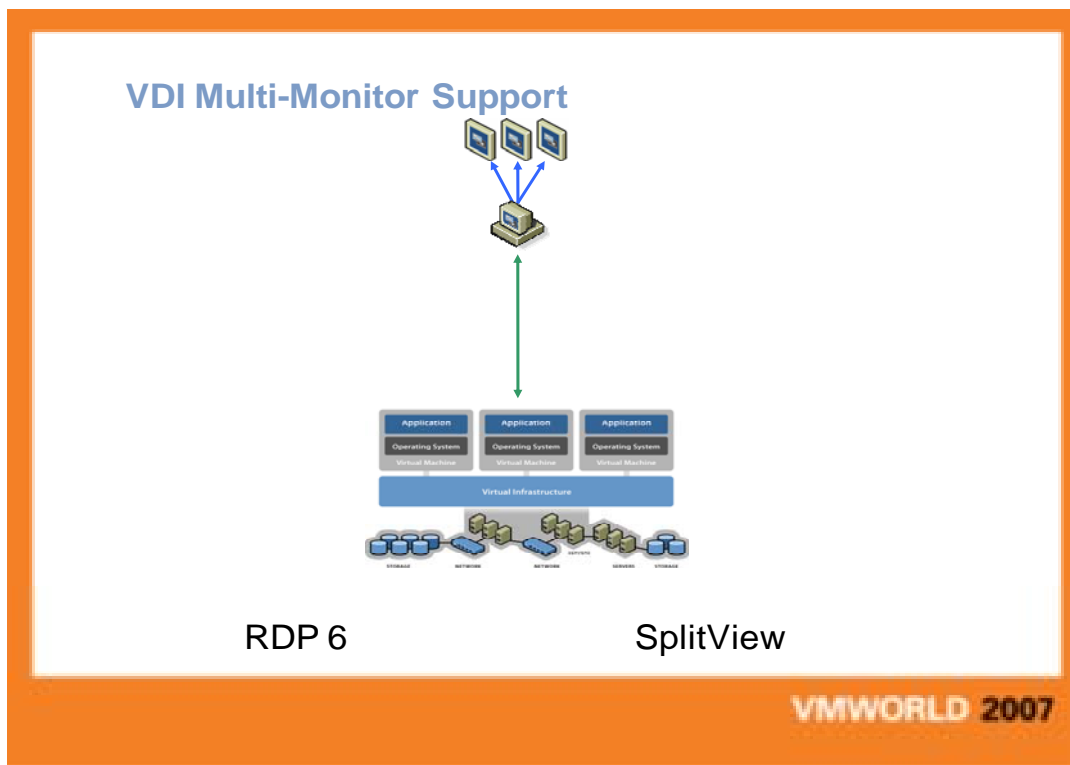 VDI Multi-Monitor Support
Application Application Application
Operating System Operating System Operating System
Virtual Machine Virtual Machine Virtual Machine
Virtual Infrastructure
SERVERS
STORAGE NETWORK NETWORK SERVERS STORAGE
RDP 6 SplitView
VMWORLD 2007